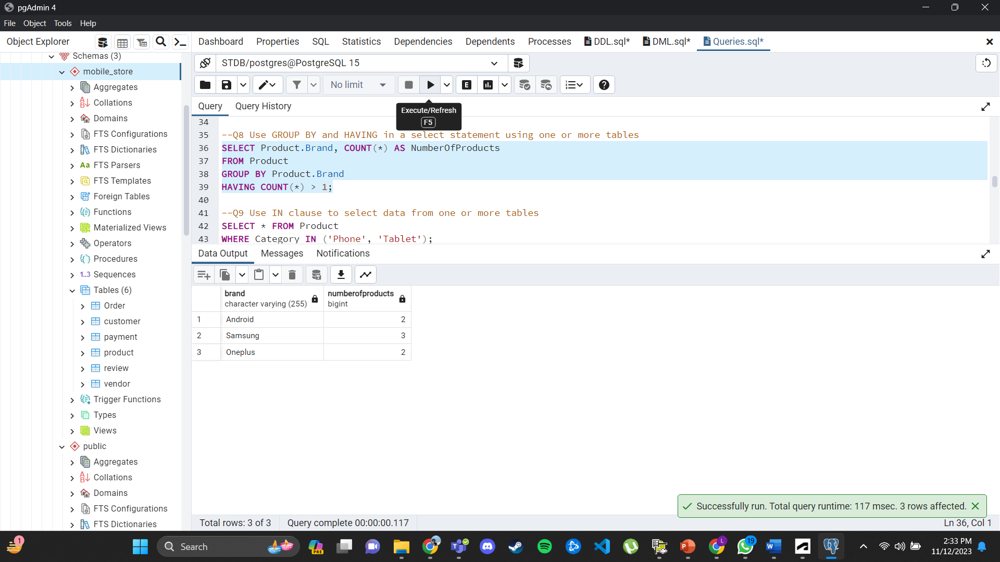 pgAdmin 4
File Object Tools Help
Object Explorer
Dashboard Properties SQL Statistics Dependencies Dependents Processes DDL.sql* DML.sql* Queries.sql*
Schemas (3)
mobile_store
Aggregates
Collations
Domains
FTS Configurations
FTS Dictionaries
Aa FTS Parsers
FTS Templates
Foreign Tables
Functions
Materialized Views
Operators
Procedures
1..3 Sequences
Tables (6)
Order
customer
payment
product
review
vendor
Trigger Functions
Types
Views
public
Aggregates
Collations
Domains
FTS Configurations
FTS Dictionaries
STDB/postgres@PostgreSQL 15
No limit
E
Query Query History
Execute/Refresh
F5
34
35 --Q8 Use GROUP BY and HAVING in a select statement using one or more tables
36 SELECT Product.Brand, COUNT(*) AS NumberOfProducts
37 FROM Product
38 GROUP BY Product.Brand
39 HAVING COUNT(*) > 1;
40
41 --Q9 Use IN clause to select data from one or more tables
42 SELECT * FROM Product
43 WHERE Category IN ('Phone', 'Tablet');
Data Output Messages Notifications
brand numberofproducts
character varying (255) bigint
1 Android 2
2 Samsung 3
3 Oneplus 2
Successfully run. Total query runtime: 117 msec. 3 rows affected.
Total rows: 3 of 3 Query complete 00:00:00.117 Ln 36, Col 1
1
Search
PRE
L
19
2:33 PM
11/12/2023